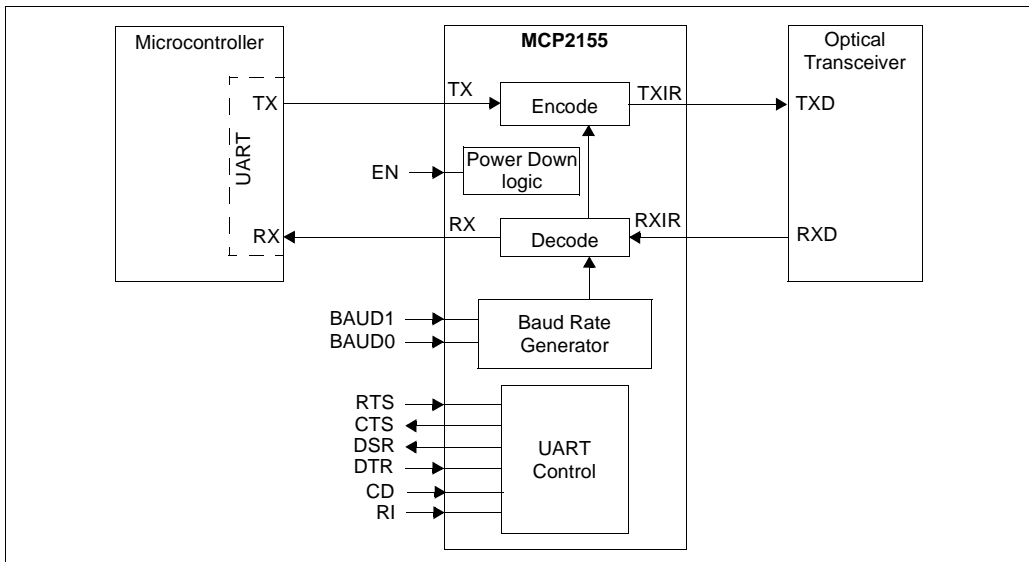 Microcontroller
MCP2155
Optical
Transceiver
TX
TX
Encode
TXIR
TXD
UART
EN
Power Down
logic
RX
RX
Decode
RXIR
RXD
BAUD1
BAUD0
Baud Rate
Generator
RTS
CTS
DSR
DTR
CD
RI
UART
Control